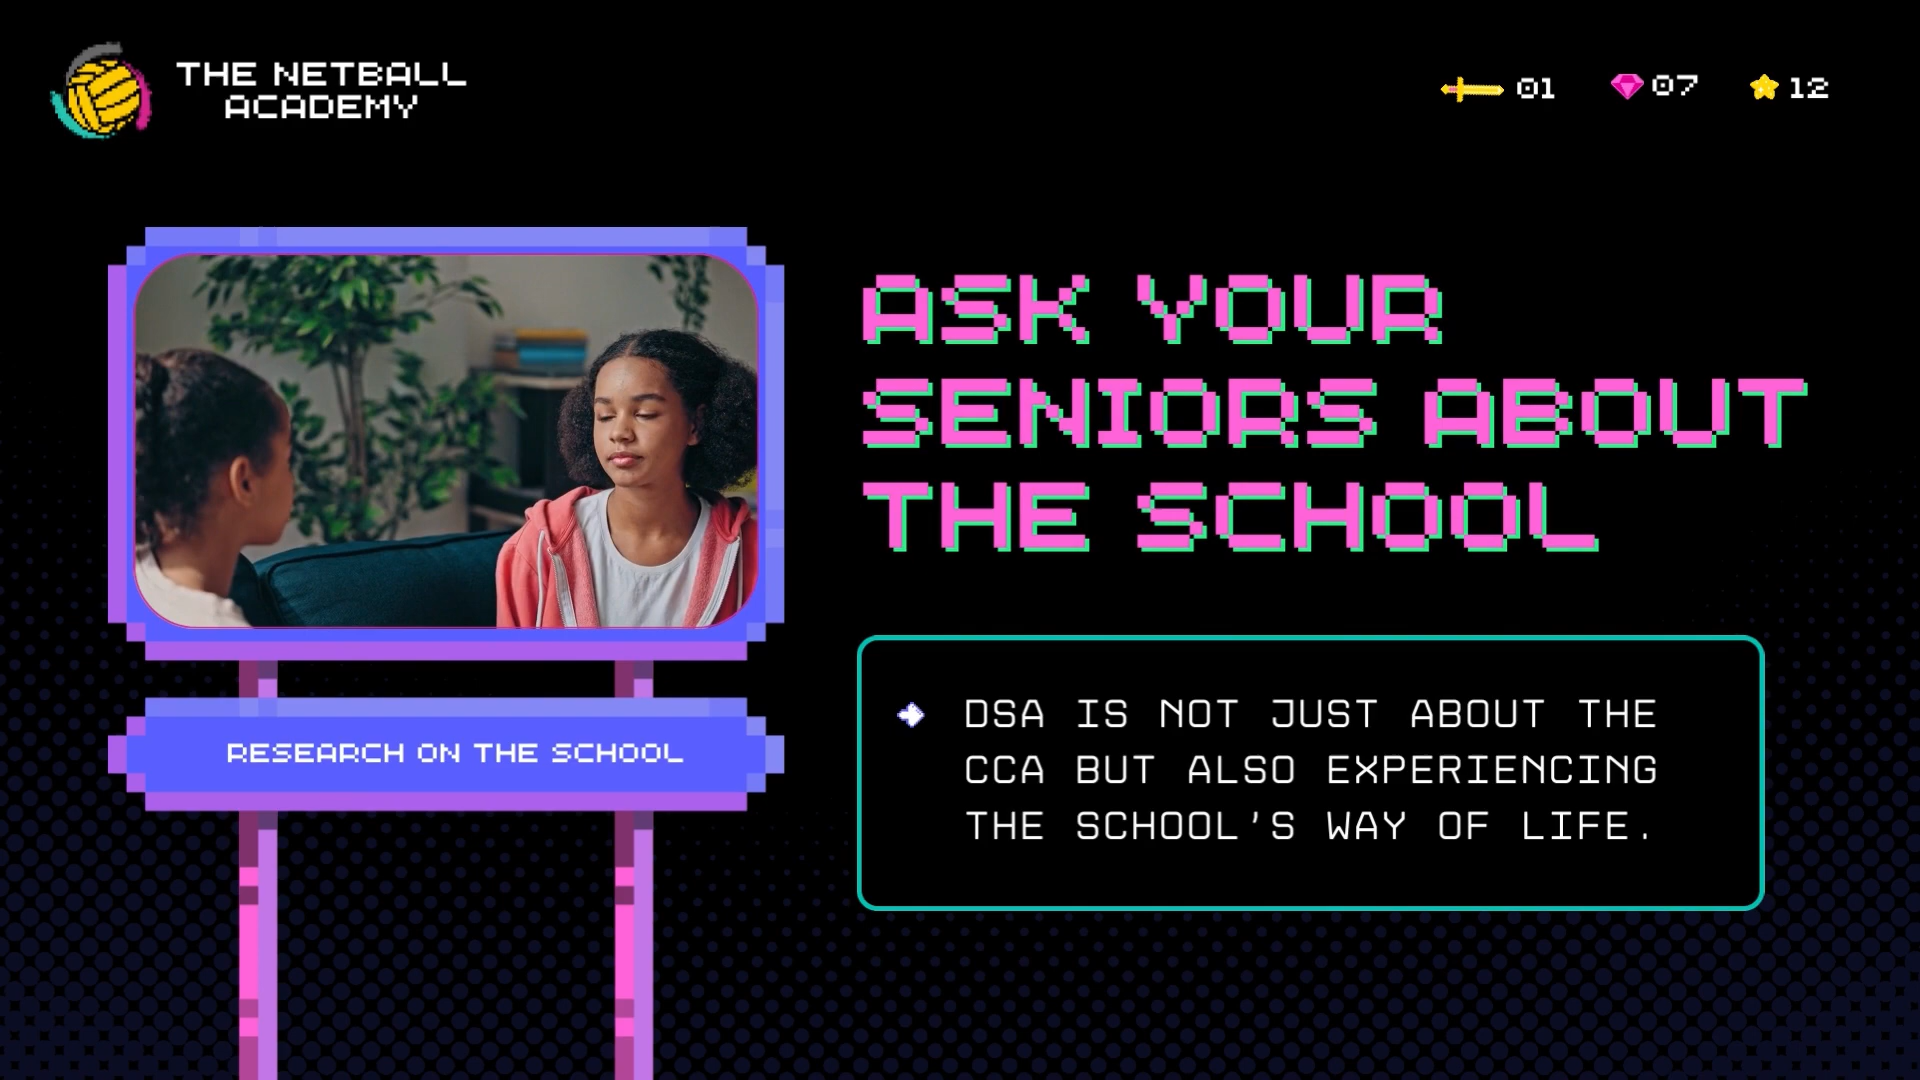 THE NETBALL
ACADEMY
01
07
12
ASK YOUR
SENIORS ABOUT
THE SCHOOL
RESEARCH ON THE SCHOOL
DSA IS NOT JUST ABOUT THE
CCA BUT ALSO EXPERIENCING
THE SCHOOL'S WAY OF LIFE.